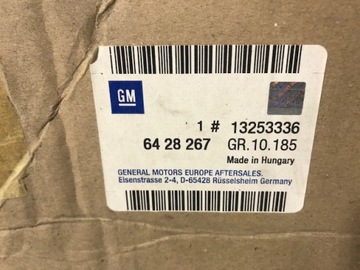 GM
1 # 13253336
64 28 267 GR.10.185
Made in Hungary
GENERAL MOTORS EUROPE AFTERSALES.
Eisenstrasse 2-4, D-65428 Rüsselsheim Germany